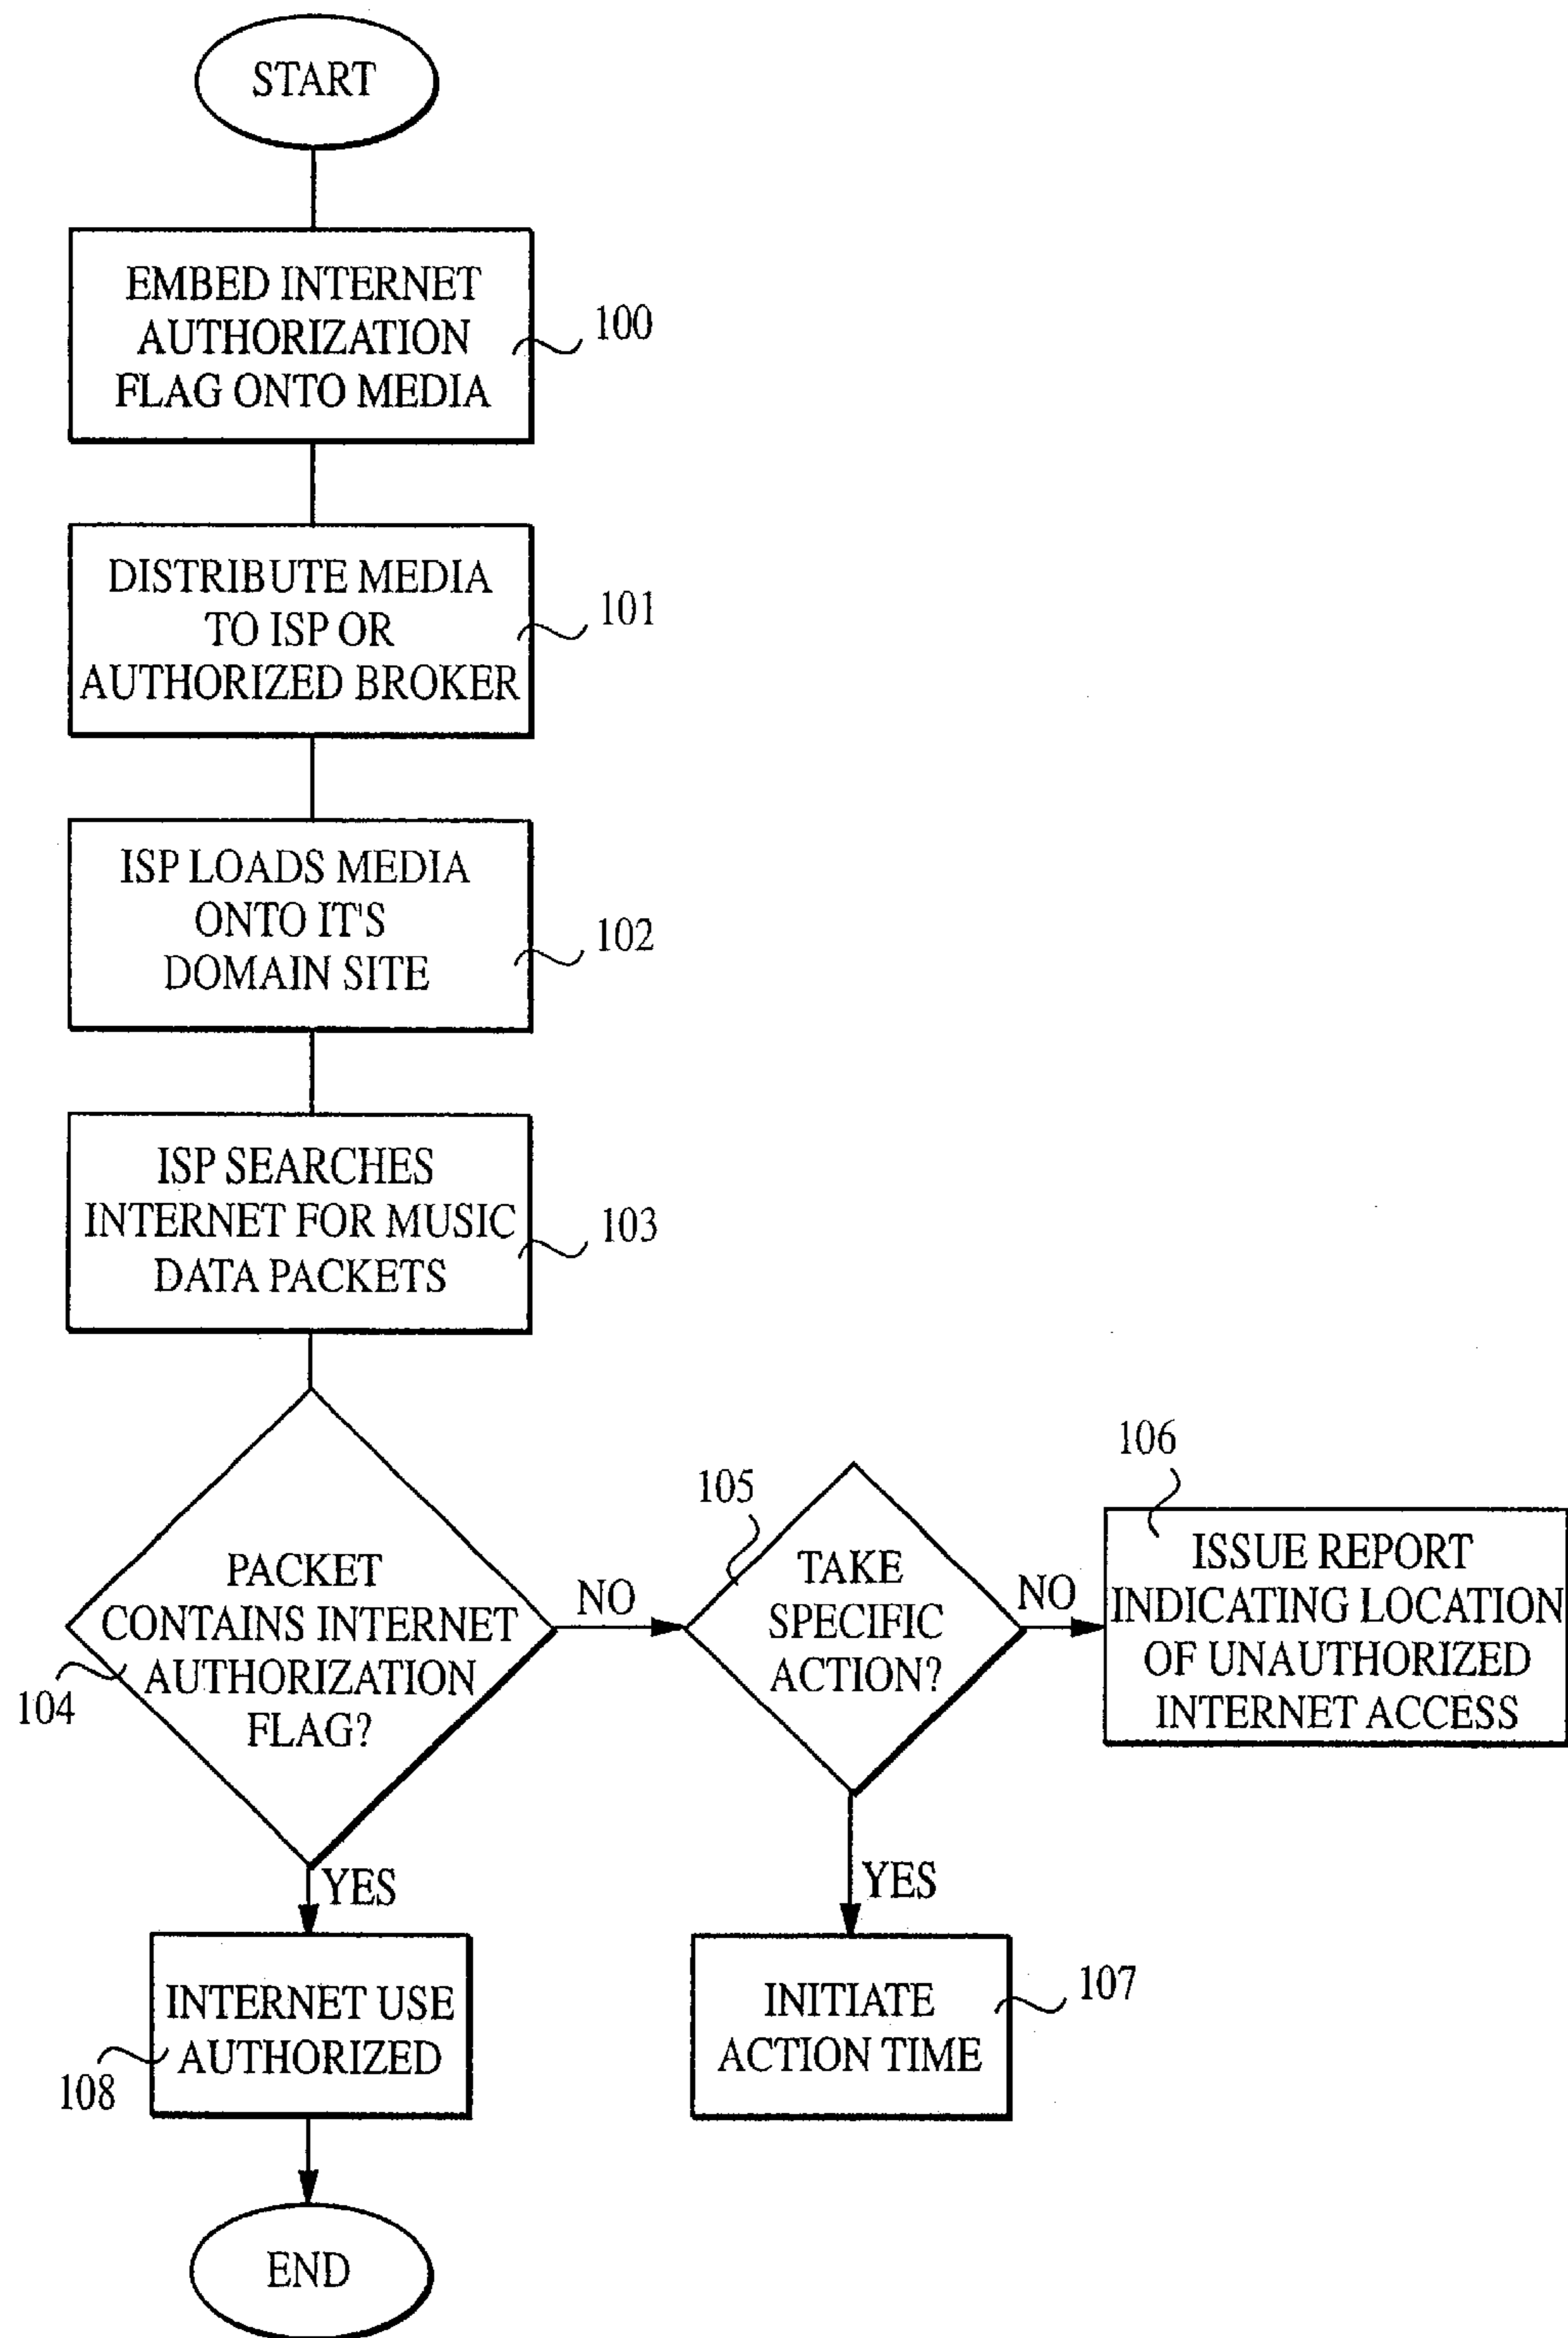 START
EMBED INTERNET
AUTHORIZATION
FLAG ONTO MEDIA
100
DISTRIBUTE MEDIA
TO ISP OR
AUTHORIZED BROKER
101
ISP LOADS MEDIA
ONTO IT'S
DOMAIN SITE
102
ISP SEARCHES
INTERNET FOR MUSIC
DATA PACKETS
103
PACKET
CONTAINS INTERNET
AUTHORIZATION
FLAG?
104
NO
105
TAKE
SPECIFIC
ACTION?
NO
106
ISSUE REPORT
INDICATING LOCATION
OF UNAUTHORIZED
INTERNET ACCESS
YES
INTERNET USE
AUTHORIZED
108
YES
INITIATE
ACTION TIME
107
END